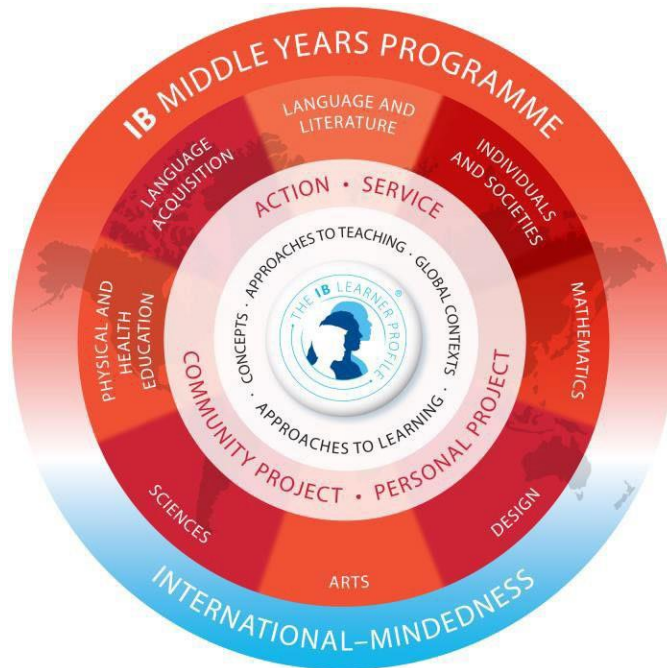 IB MIDDLE YEARS PROGRAMME
LANGUAGE AND
LITERATURE
INDIVIDUALS
AND SOCIETIES
MATHEMATICS
DESIGN
ARTS
SCIENCES
PHYSICAL AND
HEALTH
EDUCATION
LANGUAGE
ACQUISITION
ACTION · SERVICE
COMMUNITY PROJECT · PERSONAL PROJECT
CONCEPTS · APPROACHES TO TEACHING · GLOBAL CONTEXTS · APPROACHES TO LEARNING ·
THE IB LEARNER PROFILE
®
INTERNATIONAL–MINDEDNESS